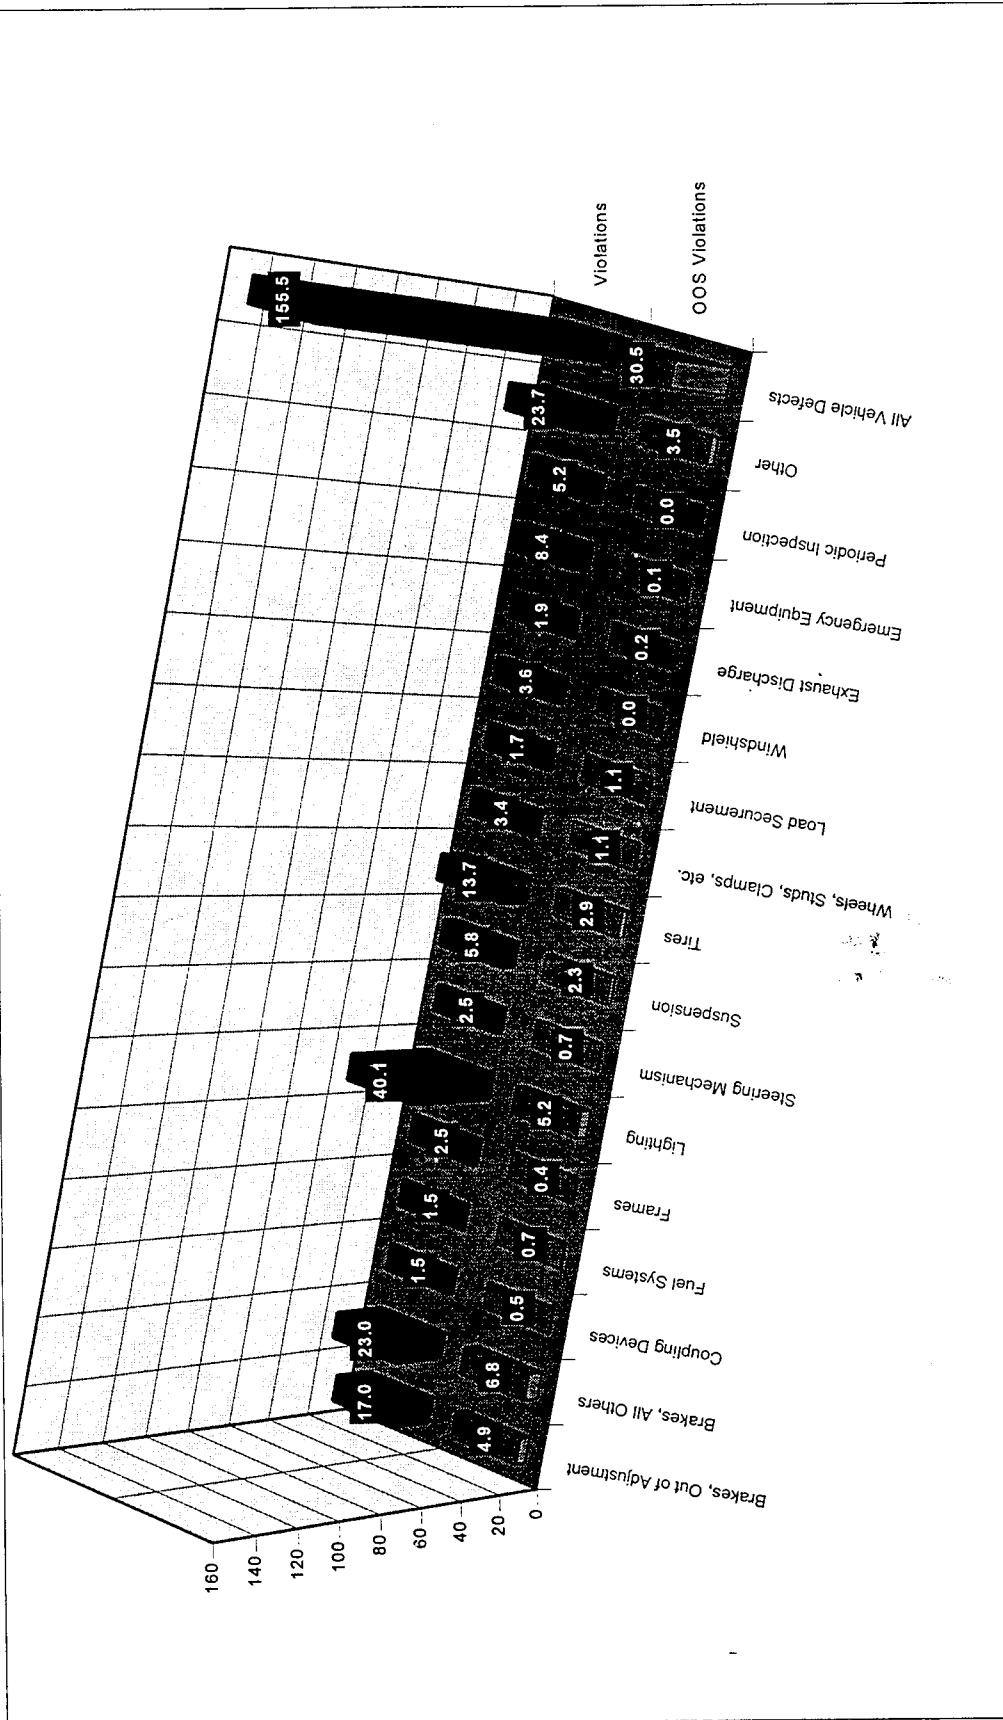 160
140
120
100
80
60
40
20
0
17.0
23.0
1.5
1.5
2.5
40.1
2.5
5.8
13.7
3.4
1.7
3.6
1.9
8.4
5.2
23.7
155.5
4.9
6.8
0.5
0.7
0.4
5.2
0.7
2.3
2.9
1.1
1.1
0.0
0.2
0.1
0.0
3.5
30.5
Violations
OOS Violations
Brakes, Out of Adjustment
Brakes, All Others
Coupling Devices
Fuel Systems
Frames
Lighting
Steering Mechanism
Suspension
Tires
Wheels, Studs, Clamps, etc.
Load Securement
Windshield
Exhaust Discharge
Emergency Equipment
Periodic Inspection
Other
All Vehicle Defects